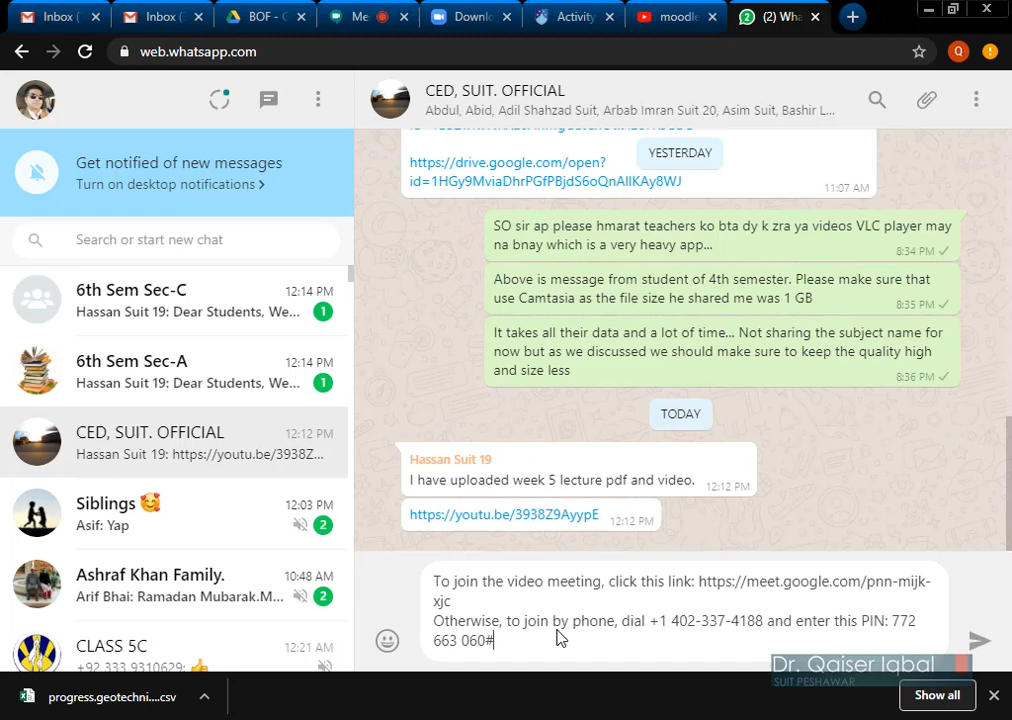 Inbox (
Inbox (
BOF - C
Me
Downl
Activity
moodle
(2) Wha
web.whatsapp.com
Q
CED, SUIT. OFFICIAL
Abdul, Abid, Adil Shahzad Suit, Arbab Imran Suit 20, Asim Suit, Bashir L...
Get notified of new messages
Turn on desktop notifications >
Search or start new chat
6th Sem Sec-C
12:14 PM
Hassan Suit 19: Dear Students, We...
1
6th Sem Sec-A
12:14 PM
Hassan Suit 19: Dear Students, We...
1
CED, SUIT. OFFICIAL
12:12 PM
Hassan Suit 19: https://youtu.be/3938Z...
Siblings 🥰
12:03 PM
Asif: Yap
2
Ashraf Khan Family.
10:48 AM
Arif Bhai: Ramadan Mubarak.M...
2
CLASS 5C
12:21 AM
+92 333 9310629: 👍
YESTERDAY
https://drive.google.com/open?
id=1HGy9MviaDhrPGfPBjdS6oQnAllKAy8WJ
11:07 AM
SO sir ap please hmarat teachers ko bta dy k zra ya videos VLC player may
na bnay which is a very heavy app...
8:34 PM
Above is message from student of 4th semester. Please make sure that
use Camtasia as the file size he shared me was 1 GB
8:35 PM
It takes all their data and a lot of time... Not sharing the subject name for
now but as we discussed we should make sure to keep the quality high
and size less
8:36 PM
TODAY
Hassan Suit 19
I have uploaded week 5 lecture pdf and video.
12:12 PM
https://youtu.be/3938Z9AyypE
12:12 PM
To join the video meeting, click this link: https://meet.google.com/pnn-mijk-
xjc
Otherwise, to join by phone, dial +1 402-337-4188 and enter this PIN: 772
663 060#
Dr. Qaiser Iqbal
SUIT PESHAWAR
progress.geotechni....csv
Show all